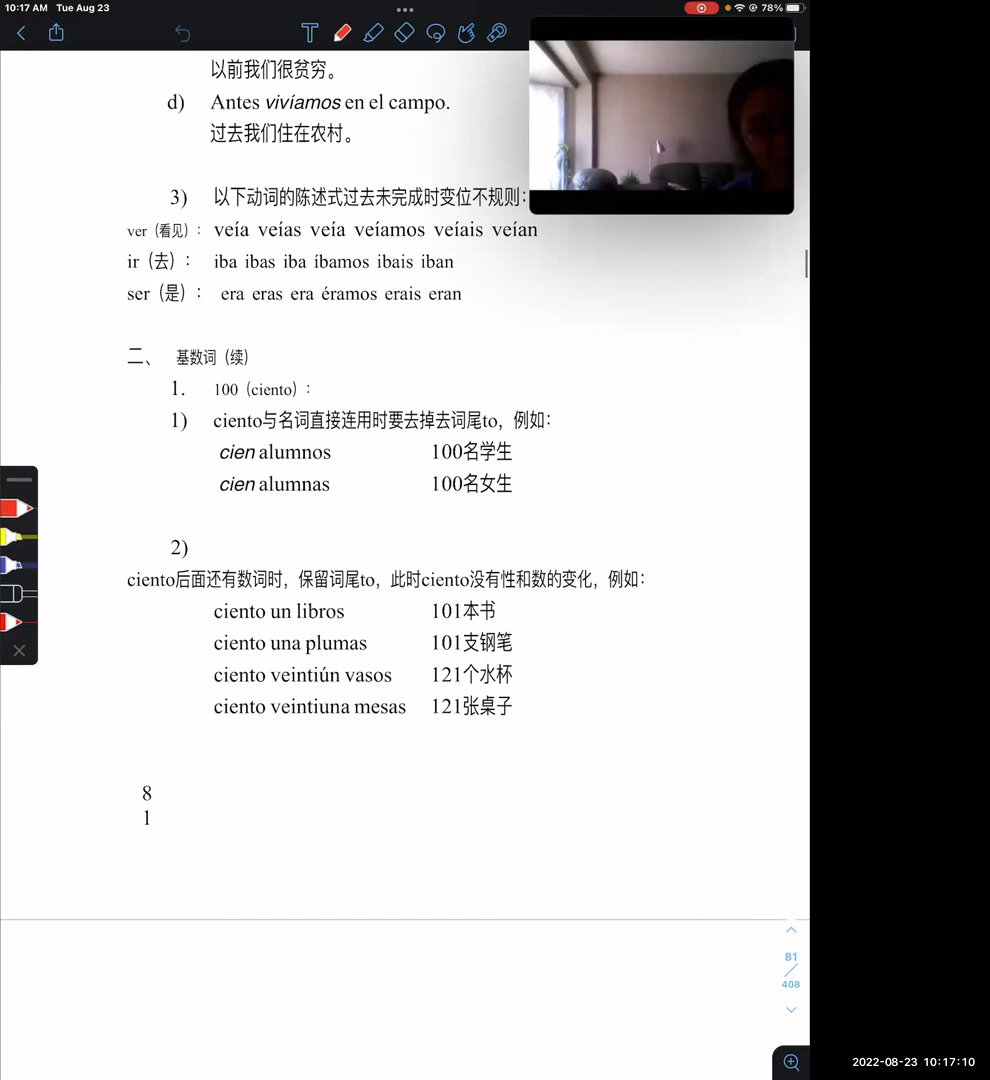 10:17 AM Tue Aug 23
78%
以前我们很贫穷。
d) Antes vivíamos en el campo.
过去我们住在农村。
3) 以下动词的陈述式过去未完成时变位不规则:
ver (看见) : veía veías veía veíamos veíais veían
ir (去) : iba ibas iba íbamos ibais iban
ser (是) : era eras era éramos erais eran
二、 基数词 (续)
1. 100 (ciento) :
1) ciento与名词直接连用时要去掉去词尾to, 例如:
cien alumnos 100名学生
cien alumnas 100名女生
2)
ciento后面还有数词时, 保留词尾to, 此时ciento没有性和数的变化, 例如:
ciento un libros 101本书
ciento una plumas 101支钢笔
ciento veintiún vasos 121个水杯
ciento veintiuna mesas 121张桌子
8
1
81
408
2022-08-23 10:17:10